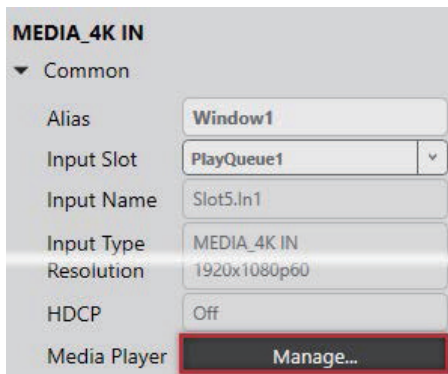 MEDIA_4K IN
Common
Alias Window1
Input Slot PlayQueue1
Input Name Slot5.In1
Input Type MEDIA_4K IN
Resolution 1920x1080p60
HDCP Off
Media Player Manage...